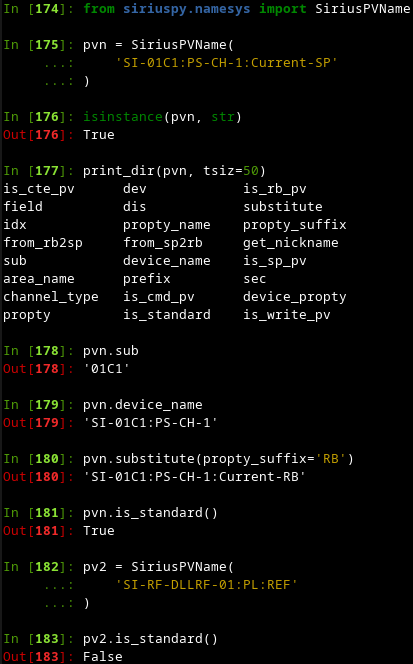 In [174]: from siriuspy.namesys import SiriusPVName
In [175]: pvn = SiriusPVName(
...:     'SI-01C1:PS-CH-1:Current-SP'
...: )
In [176]: isinstance(pvn, str)
Out[176]: True
In [177]: print_dir(pvn, tsiz=50)
is_cte_pv      dev            is_rb_pv
field          dis            substitute
idx            propty_name    propty_suffix
from_rb2sp     from_sp2rb     get_nickname
sub            device_name    is_sp_pv
area_name      prefix         sec
channel_type   is_cmd_pv      device_propty
propty         is_standard    is_write_pv
In [178]: pvn.sub
Out[178]: '01C1'
In [179]: pvn.device_name
Out[179]: 'SI-01C1:PS-CH-1'
In [180]: pvn.substitute(propty_suffix='RB')
Out[180]: 'SI-01C1:PS-CH-1:Current-RB'
In [181]: pvn.is_standard()
Out[181]: True
In [182]: pv2 = SiriusPVName(
...:     'SI-RF-DLLRF-01:PL:REF'
...: )
In [183]: pv2.is_standard()
Out[183]: False